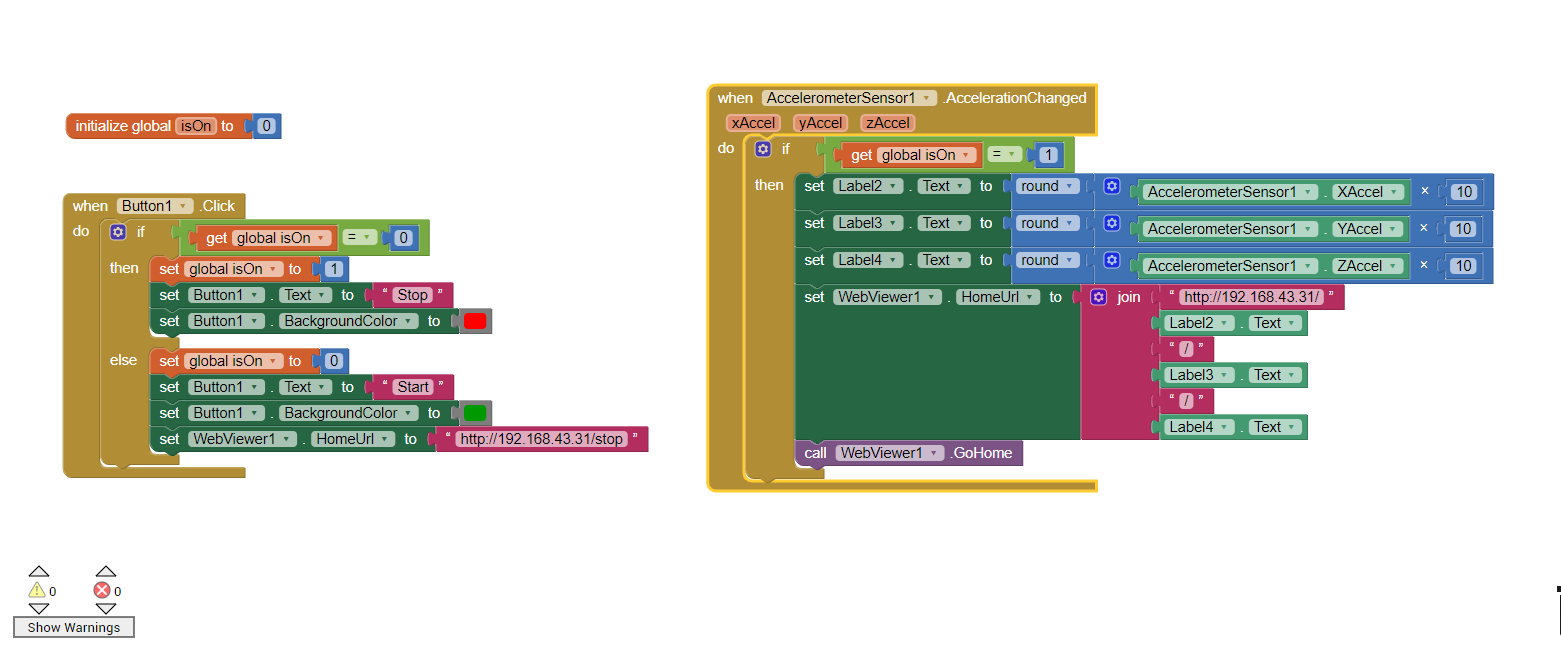 initialize global isOn to 0
when Button1 .Click
do if get global isOn = 0
then set global isOn to 1
set Button1 . Text to “ Stop ”
set Button1 . BackgroundColor to
else set global isOn to 0
set Button1 . Text to “ Start ”
set Button1 . BackgroundColor to
set WebViewer1 . HomeUrl to “ http://192.168.43.31/stop ”
when AccelerometerSensor1 .AccelerationChanged
xAccel yAccel zAccel
do if get global isOn = 1
then set Label2 . Text to round AccelerometerSensor1 . XAccel × 10
set Label3 . Text to round AccelerometerSensor1 . YAccel × 10
set Label4 . Text to round AccelerometerSensor1 . ZAccel × 10
set WebViewer1 . HomeUrl to join “ http://192.168.43.31/ ”
Label2 . Text
“ / ”
Label3 . Text
“ / ”
Label4 . Text
call WebViewer1 .GoHome
0 0
Show Warnings